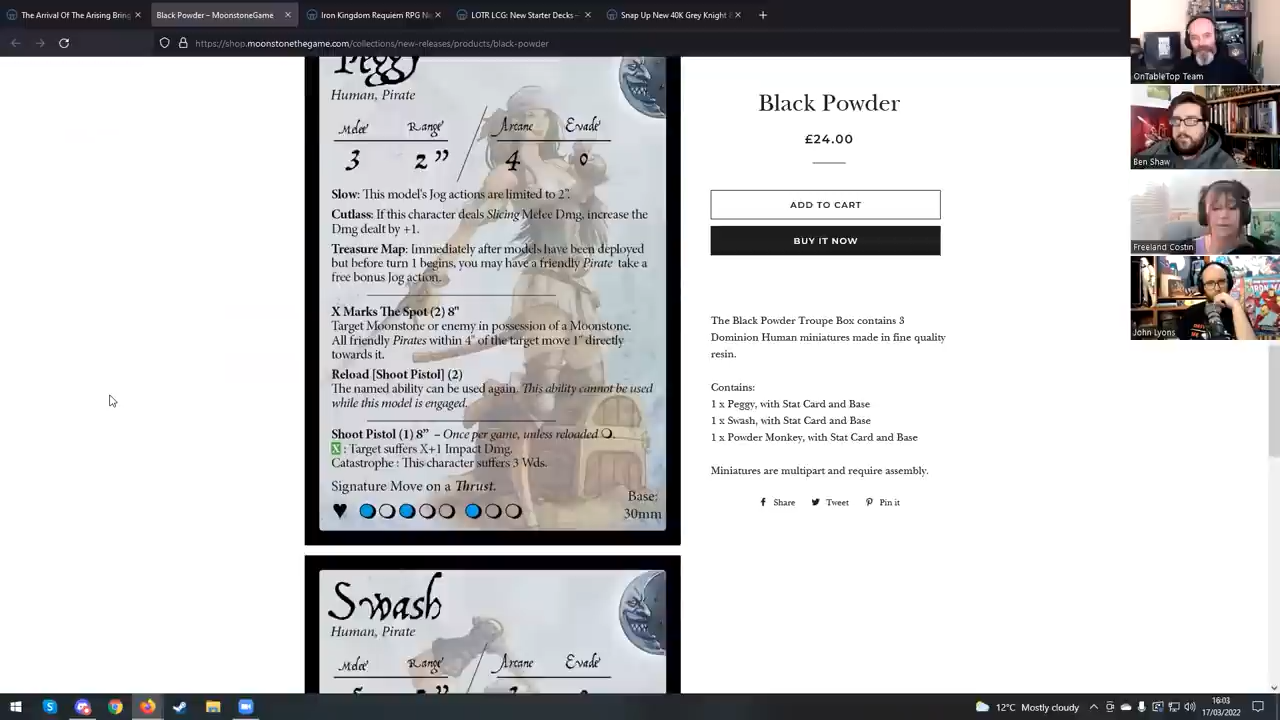 The Arrival Of The Arising Bring
Black Powder – MoonstoneGame
Iron Kingdom Requiem RPG
LOTR LCG: New Starter Decks –
Snap Up New 40K Grey Knight
https://shop.moonstonethegame.com/collections/new-releases/products/black-powder
Peggy
Human, Pirate
Melee Range Arcane Evade
3 2” 4 0
Slow: This model's Jog actions are limited to 2”.
Cutlass: If this character deals Slicing Melee Dmg, increase the
Dmg dealt by +1.
Treasure Map: Immediately after models have been deployed
but before turn 1 begins, you may have a friendly Pirate take a
free bonus Jog action.
X Marks The Spot (2) 8"
Target Moonstone or enemy in possession of a Moonstone.
All friendly Pirates within 4" of the target move 1" directly
towards it.
Reload [Shoot Pistol] (2)
The named ability can be used again. This ability cannot be used
while this model is engaged.
Shoot Pistol (1) 8” – Once per game, unless reloaded
X : Target suffers X+1 Impact Dmg.
Catastrophe : This character suffers 3 Wds.
Signature Move on a Thrust.
Base:
30mm
Swash
Human, Pirate
Melee Range Arcane Evade
Black Powder
£24.00
ADD TO CART
BUY IT NOW
The Black Powder Troupe Box contains 3
Dominion Human miniatures made in fine quality
resin.
Contains:
1 x Peggy, with Stat Card and Base
1 x Swash, with Stat Card and Base
1 x Powder Monkey, with Stat Card and Base
Miniatures are multipart and require assembly.
Share Tweet Pin it
OnTableTop Team
Ben Shaw
Freeland Costin
John Lyons
12°C Mostly cloudy
16:03
17/03/2022